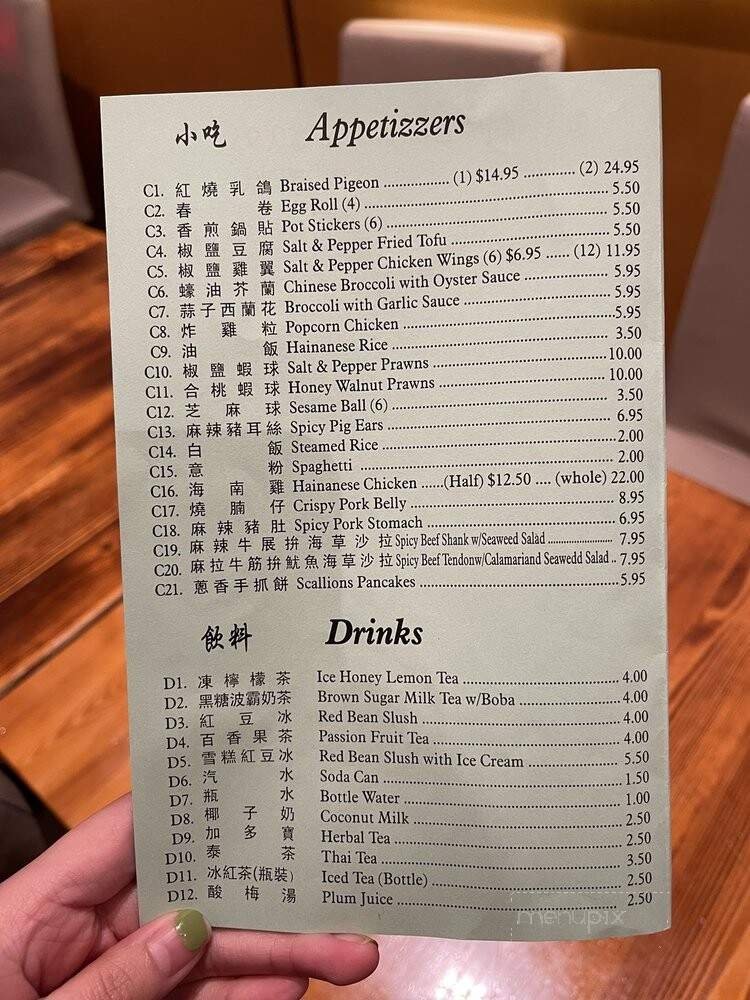 小吃 Appetizzers
C1. 紅燒乳鴿 Braised Pigeon .................. (1) $14.95 ............. (2) 24.95
C2. 春卷 Egg Roll (4) .................. 5.50
C3. 香煎鍋貼 Pot Stickers (6) .................. 5.50
C4. 椒鹽豆腐 Salt & Pepper Fried Tofu .................. 5.50
C5. 椒鹽雞翼 Salt & Pepper Chicken Wings (6) $6.95 ...... (12) 11.95
C6. 蠔油芥蘭 Chinese Broccoli with Oyster Sauce .................. 5.95
C7. 蒜子西蘭花 Broccoli with Garlic Sauce .................. 5.95
C8. 炸雞粒 Popcorn Chicken .................. 5.95
C9. 油飯 Hainanese Rice .................. 3.50
C10. 椒鹽蝦球 Salt & Pepper Prawns .................. 10.00
C11. 合桃蝦球 Honey Walnut Prawns .................. 10.00
C12. 芝麻球 Sesame Ball (6) .................. 3.50
C13. 麻辣豬耳絲 Spicy Pig Ears .................. 6.95
C14. 白飯 Steamed Rice .................. 2.00
C15. 意粉 Spaghetti .................. 2.00
C16. 海南雞 Hainanese Chicken ......(Half) $12.50 .... (whole) 22.00
C17. 燒腩仔 Crispy Pork Belly .................. 8.95
C18. 麻辣豬肚 Spicy Pork Stomach .................. 6.95
C19. 麻辣牛展拚海草沙拉 Spicy Beef Shank w/Seaweed Salad .................. 7.95
C20. 麻拉牛筋拚魷魚海草沙拉 Spicy Beef Tendonw/Calamariand Seawedd Salad .. 7.95
C21. 蔥香手抓餅 Scallions Pancakes .................. 5.95
飲料 Drinks
D1. 凍檸檬茶 Ice Honey Lemon Tea .................. 4.00
D2. 黑糖波霸奶茶 Brown Sugar Milk Tea w/Boba .................. 4.00
D3. 紅豆冰 Red Bean Slush .................. 4.00
D4. 百香果茶 Passion Fruit Tea .................. 4.00
D5. 雪糕紅豆冰 Red Bean Slush with Ice Cream .................. 5.50
D6. 汽水 Soda Can .................. 1.50
D7. 瓶水 Bottle Water .................. 1.00
D8. 椰子奶 Coconut Milk .................. 2.50
D9. 加多寶 Herbal Tea .................. 2.50
D10. 泰茶 Thai Tea .................. 3.50
D11. 冰紅茶(瓶裝) Iced Tea (Bottle) .................. 2.50
D12. 酸梅湯 Plum Juice .................. 2.50
menupix